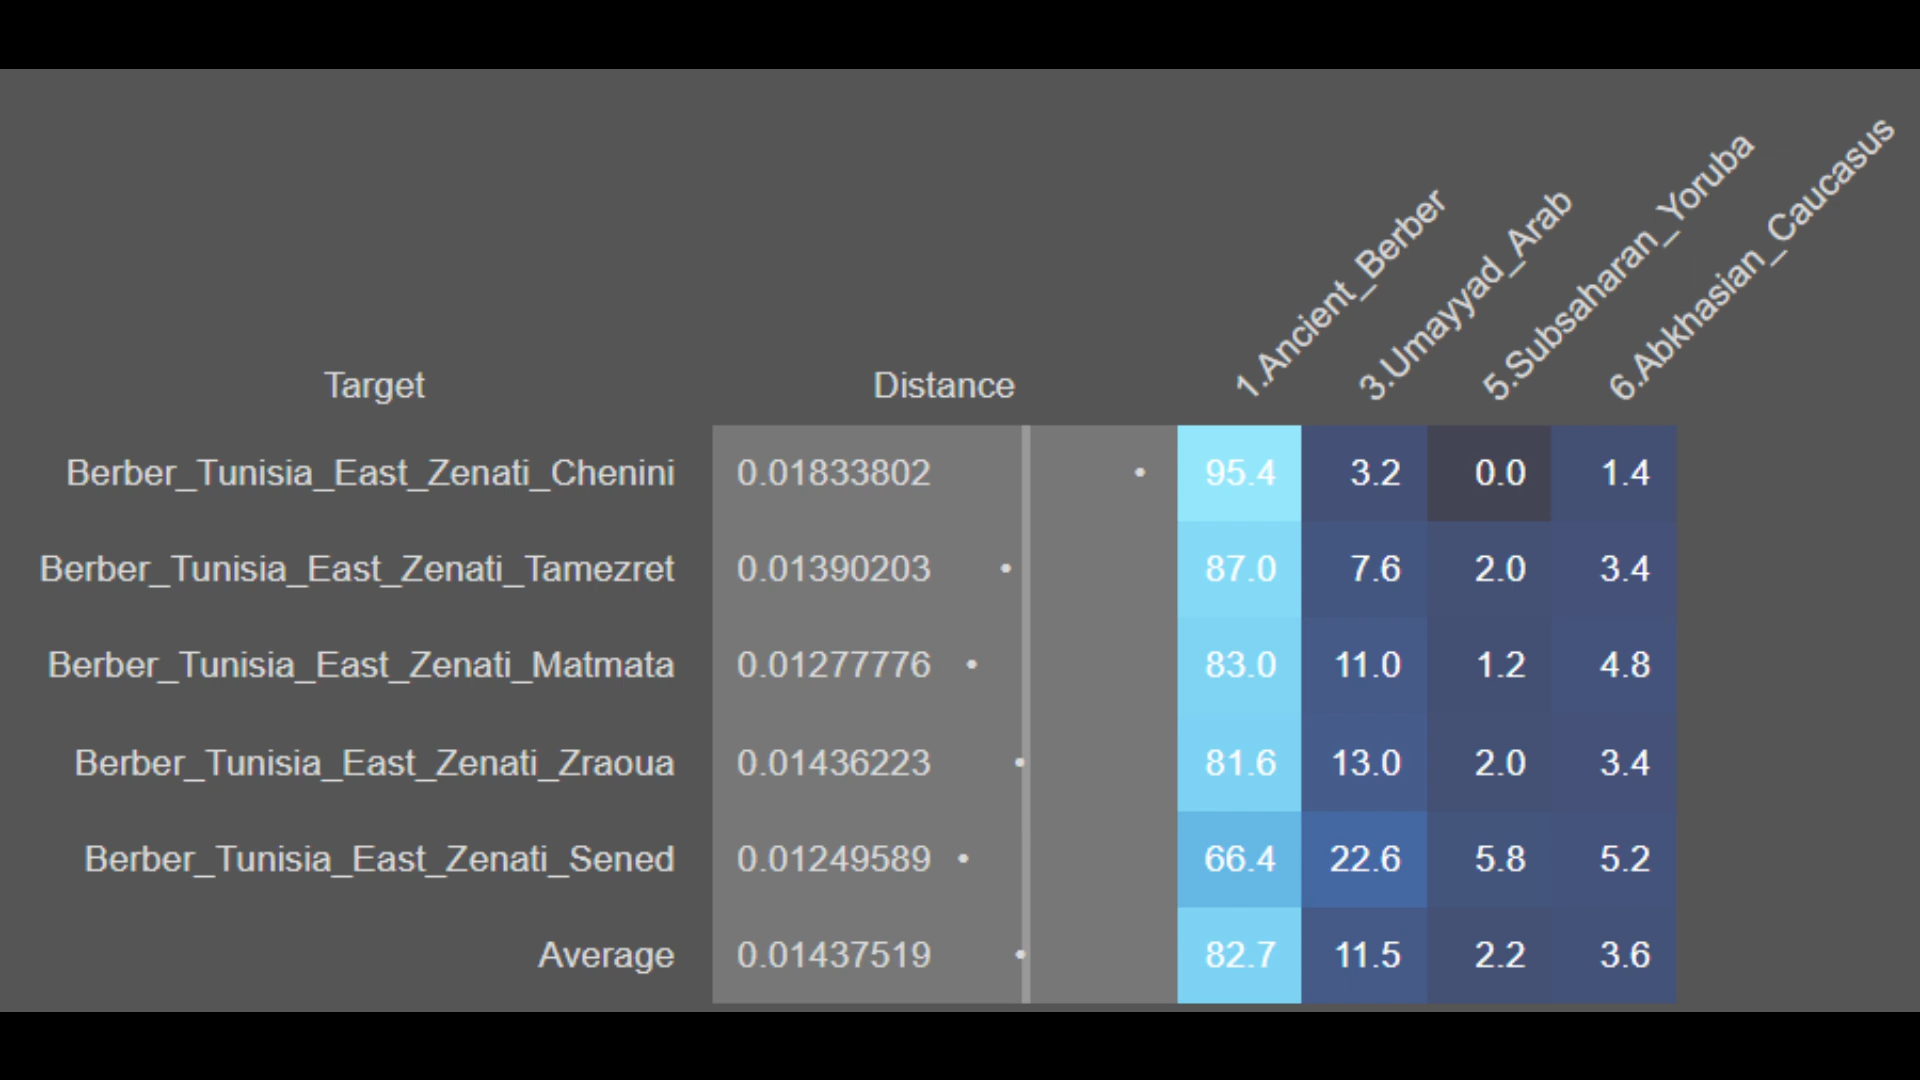 Target Distance 1.Ancient_Berber 3.Umayyad_Arab 5.Subsaharan_Yoruba 6.Abkhasian_Caucasus
Berber_Tunisia_East_Zenati_Chenini 0.01833802 95.4 3.2 0.0 1.4
Berber_Tunisia_East_Zenati_Tamezret 0.01390203 87.0 7.6 2.0 3.4
Berber_Tunisia_East_Zenati_Matmata 0.01277776 83.0 11.0 1.2 4.8
Berber_Tunisia_East_Zenati_Zraoua 0.01436223 81.6 13.0 2.0 3.4
Berber_Tunisia_East_Zenati_Sened 0.01249589 66.4 22.6 5.8 5.2
Average 0.01437519 82.7 11.5 2.2 3.6